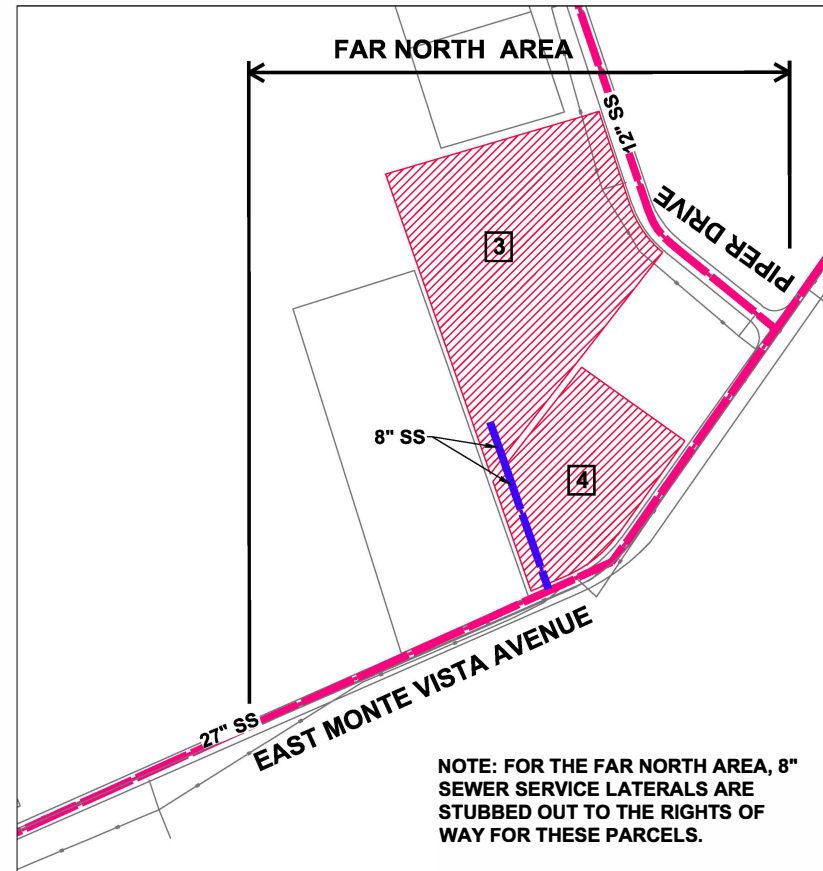 FAR NORTH AREA
12" SS
PIPER DRIVE
3
8" SS
4
27" SS
EAST MONTE VISTA AVENUE
NOTE: FOR THE FAR NORTH AREA, 8"
SEWER SERVICE LATERALS ARE
STUBBED OUT TO THE RIGHTS OF
WAY FOR THESE PARCELS.